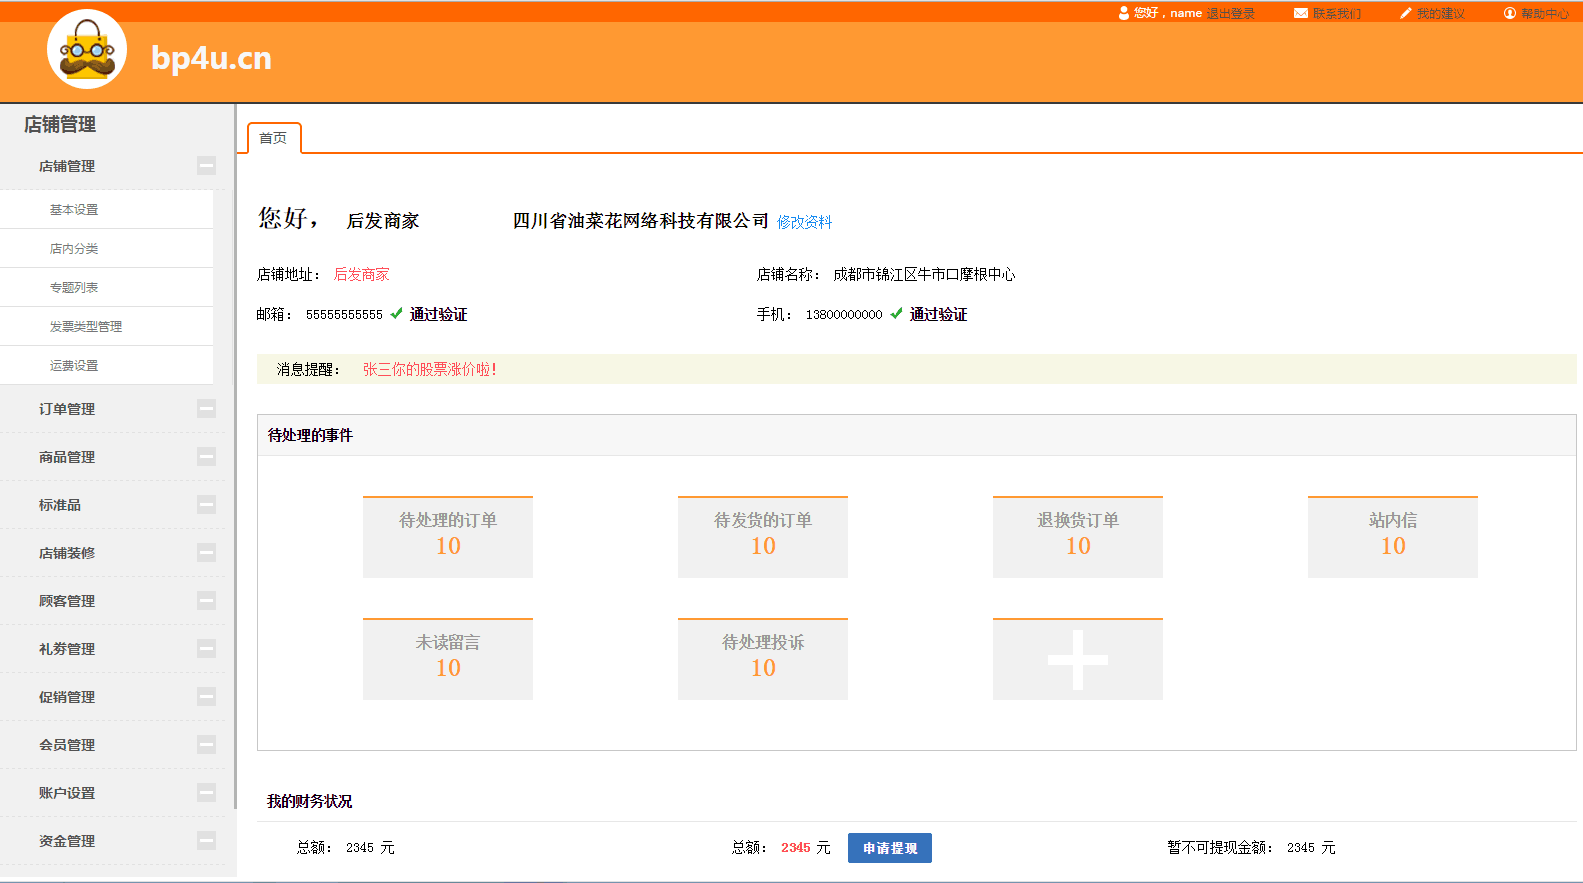 您好，name 退出登录 联系我们 我的建议 帮助中心
bp4u.cn
店铺管理
店铺管理
基本设置
店内分类
专题列表
发票类型管理
运费设置
订单管理
商品管理
标准品
店铺装修
顾客管理
礼券管理
促销管理
会员管理
账户设置
资金管理
首页
您好， 后发商家 四川省油菜花网络科技有限公司 修改资料
店铺地址： 后发商家 店铺名称： 成都市锦江区牛市口摩根中心
邮箱： 55555555555 通过验证 手机： 13800000000 通过验证
消息提醒： 张三你的股票涨价啦！
待处理的事件
待处理的订单 待发货的订单 退换货订单 站内信
10 10 10 10
未读留言 待处理投诉
10 10
我的财务状况
总额： 2345 元 总额： 2345 元 申请提现 暂不可提现金额： 2345 元